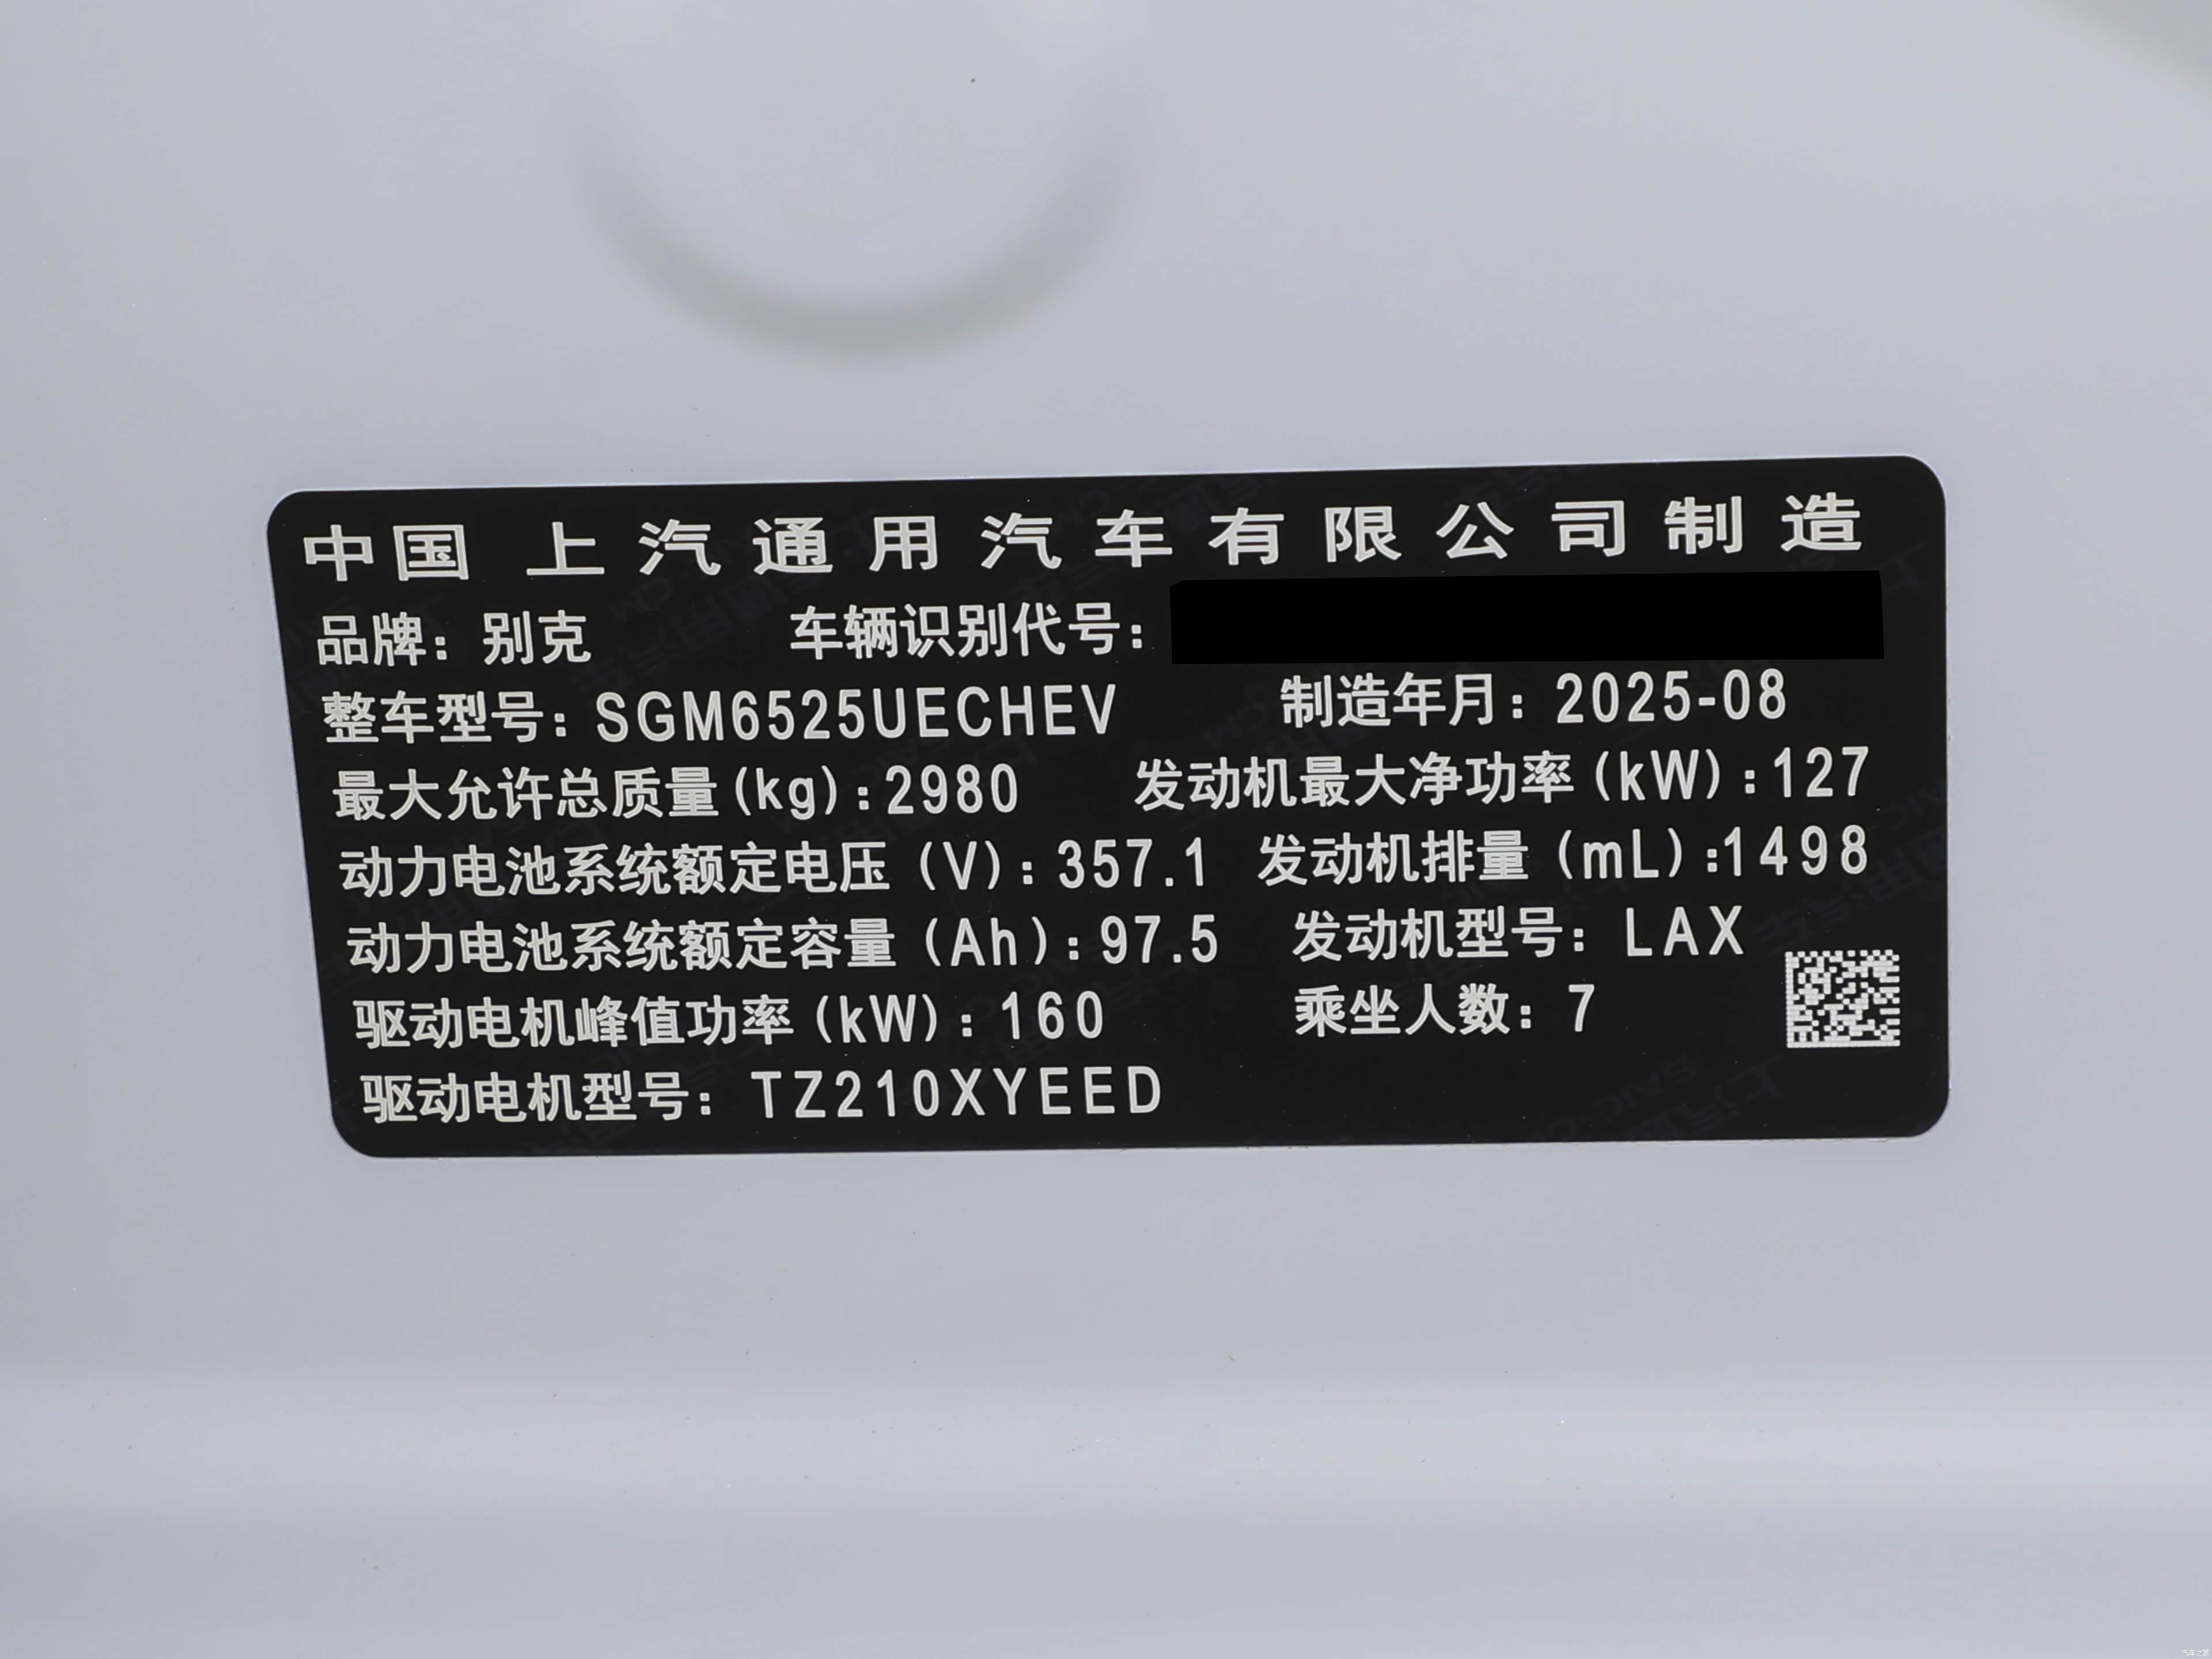 中国 上汽通用汽车有限公司制造
品牌：别克 车辆识别代号：
整车型号：SGM6525UECHEV 制造年月：2025-08
最大允许总质量(kg):2980 发动机最大净功率(kW):127
动力电池系统额定电压(V):357.1 发动机排量(mL):1498
动力电池系统额定容量(Ah):97.5 发动机型号：LAX
驱动电机峰值功率(kW):160 乘坐人数：7
驱动电机型号：TZ210XYEED
汽车之家